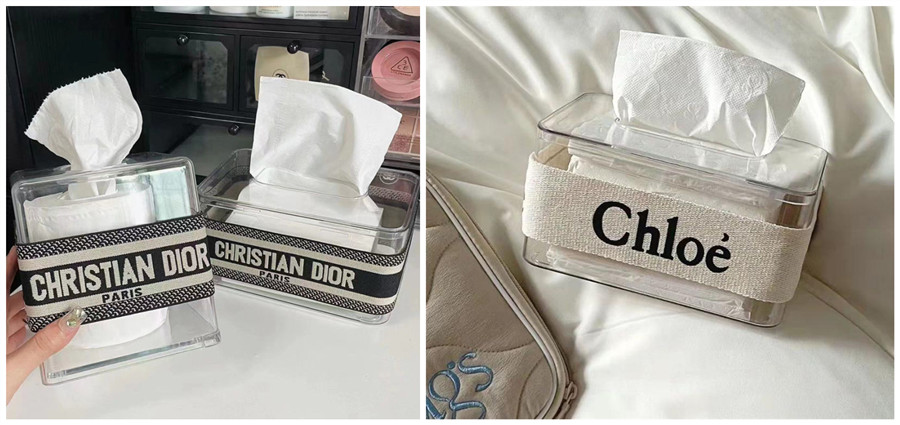 CHRISTIAN DIOR
PARIS
CHRISTIAN DIOR
PARIS
Chloé
g's